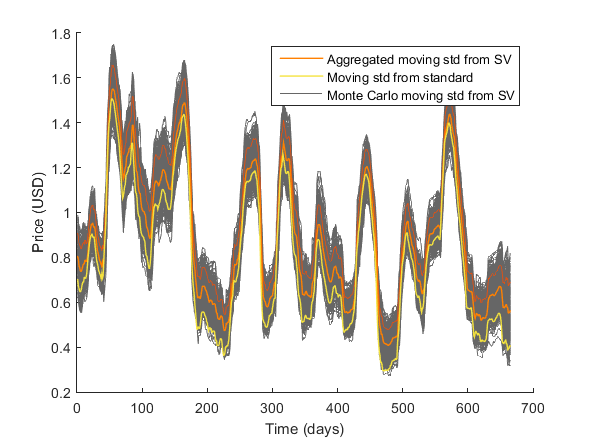 1.8
1.6
1.4
1.2
1
0.8
0.6
0.4
0.2
Price (USD)
Aggregated moving std from SV
Moving std from standard
Monte Carlo moving std from SV
0 100 200 300 400 500 600 700
Time (days)